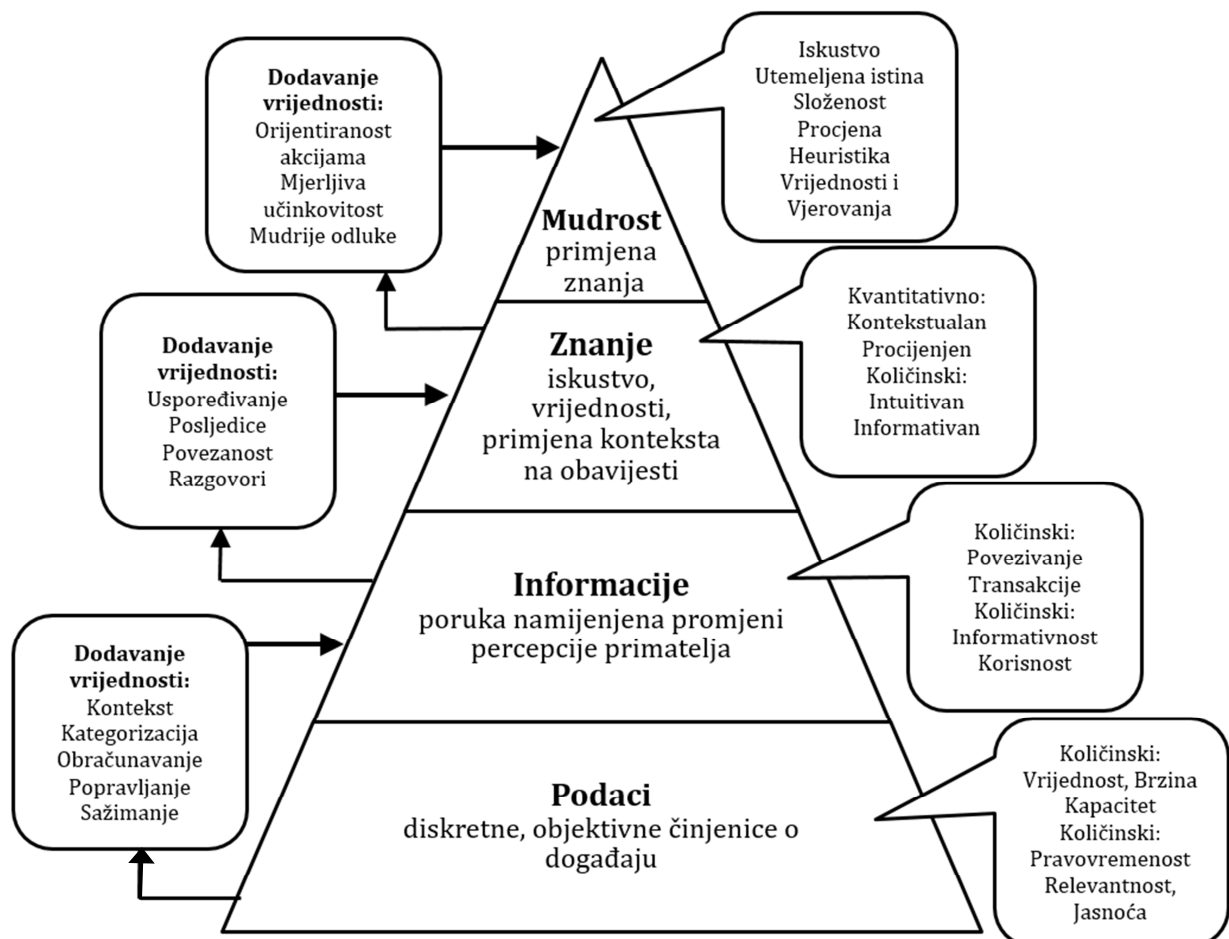 Dodavanje
vrijednosti:
Orijentiranost
akcijama
Mjerljiva
učinkovitost
Mudrije odluke
Iskustvo
Utemeljena istina
Složenost
Procjena
Heuristika
Vrijednosti i
Vjerovanja
Mudrost
primjena
znanja
Dodavanje
vrijednosti:
Uspoređivanje
Posljedice
Povezanost
Razgovori
Znanje
iskustvo,
vrijednosti,
primjena konteksta
na obavijesti
Kvantitativno:
Kontekstualan
Procijenjen
Količinski:
Intuitivan
Informativan
Dodavanje
vrijednosti:
Kontekst
Kategorizacija
Obračunavanje
Popravljanje
Sažimanje
Informacije
poruka namijenjena promjeni
percepcije primatelja
Količinski:
Povezivanje
Transakcije
Količinski:
Informativnost
Korisnost
Podaci
diskretne, objektivne činjenice o
događaju
Količinski:
Vrijednost, Brzina
Kapacitet
Količinski:
Pravovremenost
Relevantnost,
Jasnoća